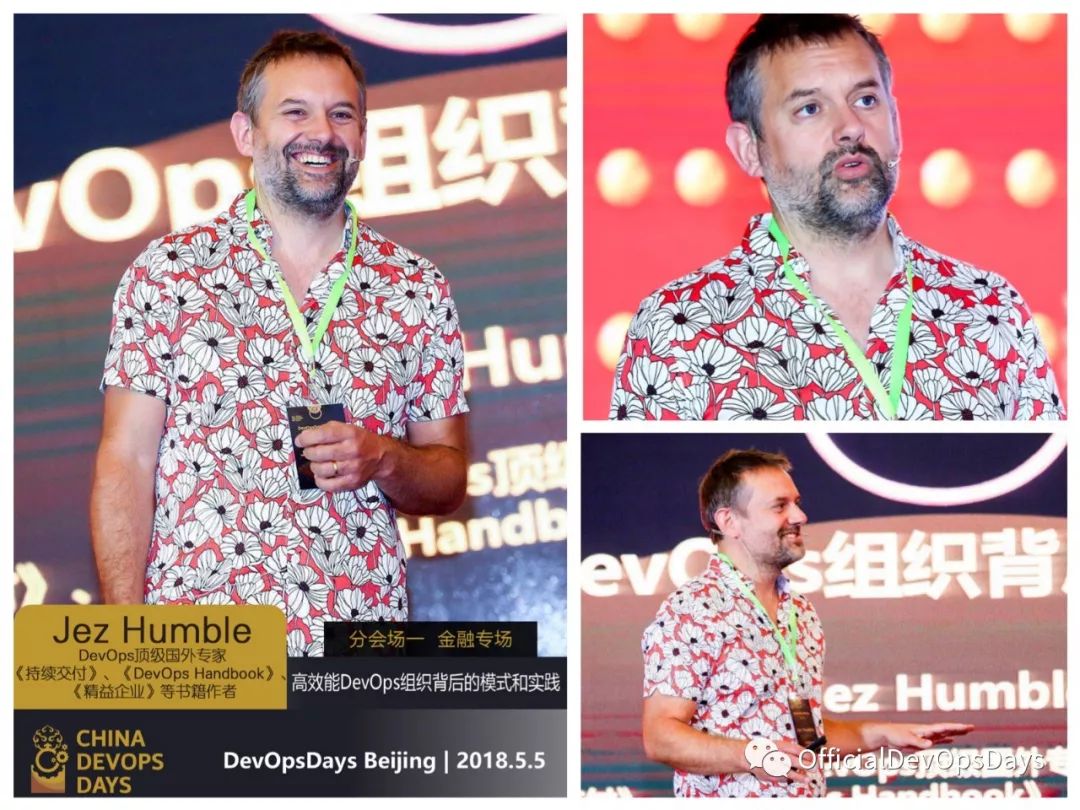 vOps组织
Hum
ps顶级
Handb
》、
Jez Humble
DevOps顶级国外专家
《持续交付》、《DevOps Handbook》、
《精益企业》等书籍作者
分会场一 金融专场
高效能DevOps组织背后的模式和实践
CHINA
DEVOPS
DAYS
DevOpsDays Beijing | 2018.5.5
evOps组织背
ez Humbl
OfficialDevOpsDays